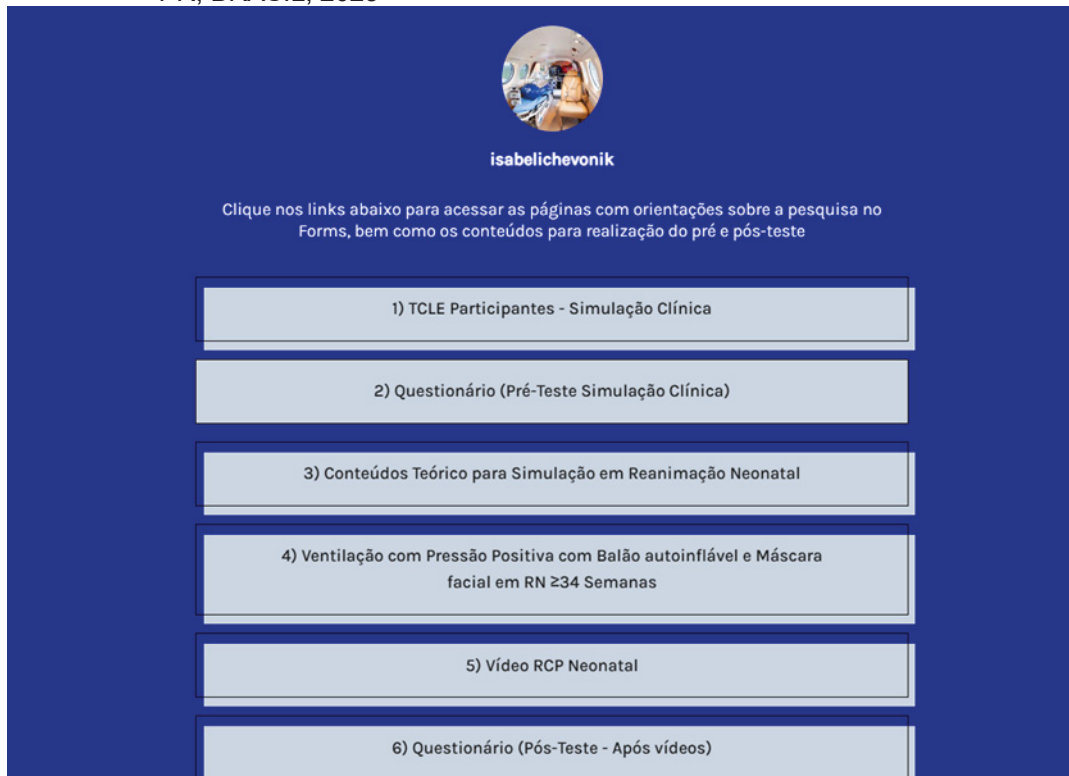 isabelichevonik
Clique nos links abaixo para acessar as páginas com orientações sobre a pesquisa no
Forms, bem como os conteúdos para realização do pré e pós-teste
1) TCLE Participantes - Simulação Clínica
2) Questionário (Pré-Teste Simulação Clínica)
3) Conteúdos Teórico para Simulação em Reanimação Neonatal
4) Ventilação com Pressão Positiva com Balão autoinflável e Máscara
facial em RN ≥34 Semanas
5) Vídeo RCP Neonatal
6) Questionário (Pós-Teste - Após vídeos)